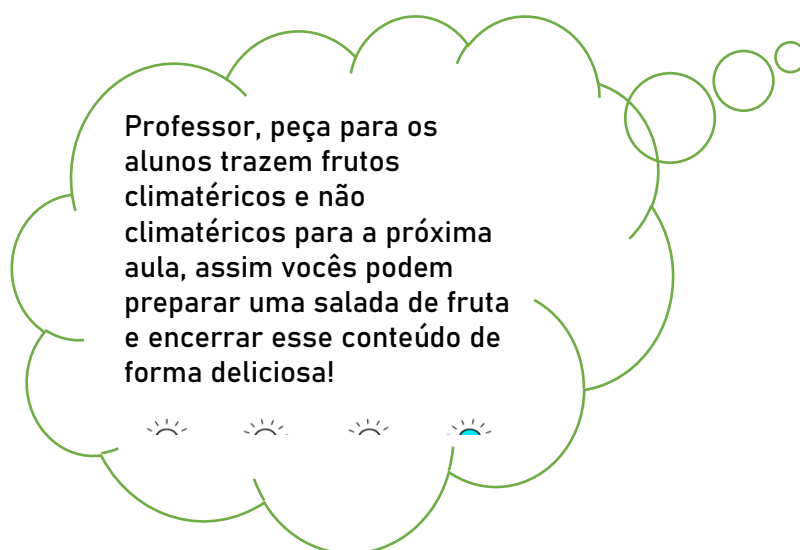 Professor, peça para os
alunos trazem frutos
climatéricos e não
climatéricos para a próxima
aula, assim vocês podem
preparar uma salada de fruta
e encerrar esse conteúdo de
forma deliciosa!